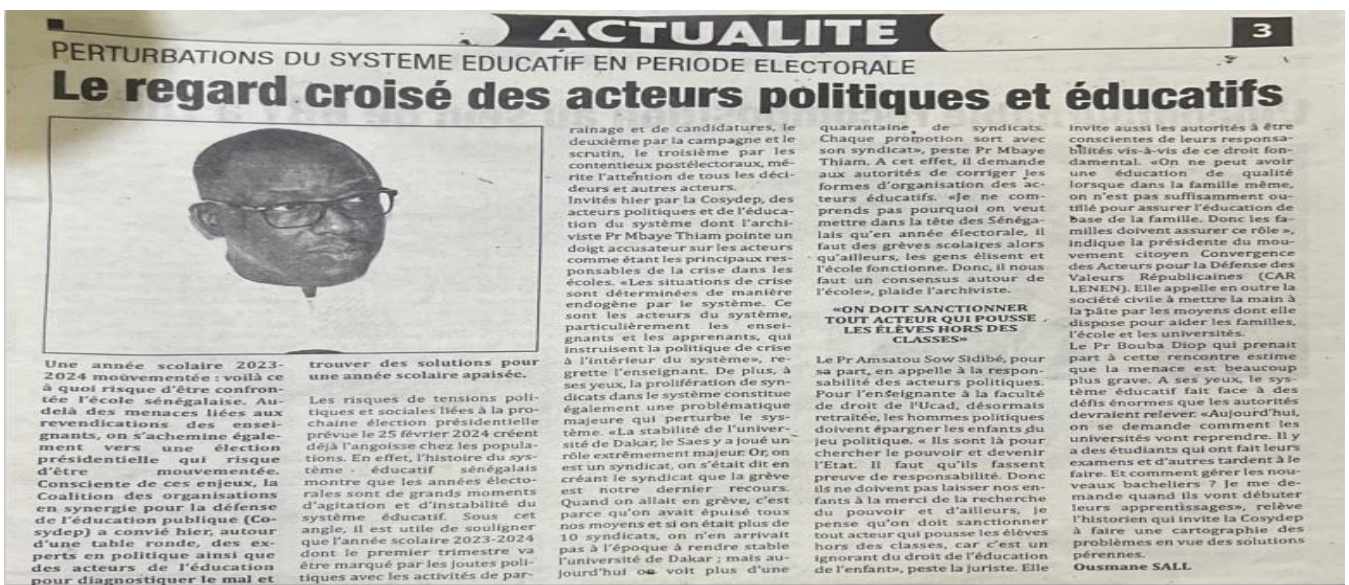 ACTUALITE
3
PERTURBATIONS DU SYSTEME EDUCATIF EN PERIODE ELECTORALE
Le regard croisé des acteurs politiques et éducatifs
Une année scolaire 2023-
2024 mouvementée : voilà ce
à quoi risque d'être confron-
tée l'école sénégalaise. Au-
delà des menaces liées aux
revendications des ensei-
gnants, on s'achemine égale-
ment vers une élection
présidentielle qui risque
d'être mouvementée.
Consciente de ces enjeux, la
Coalition des organisations
en synergie pour la défense
de l'éducation publique (Co-
sydep) a convié hier, autour
d'une table ronde, des ex-
perts en politique ainsi que
des acteurs de l'éducation
pour diagnostiquer le mal et
trouver des solutions pour
une année scolaire apaisée.
Les risques de tensions poli-
tiques et sociales liées à la pro-
chaine élection présidentielle
prévue le 25 février 2024 créent
déjà l'angoisse chez les popula-
tions. En effet, l'histoire du sys-
tème éducatif sénégalais
montre que les années électo-
rales sont de grands moments
d'agitation et d'instabilité du
système éducatif. Sous cet
angle, il est utile de souligner
que l'année scolaire 2023-2024
dont le premier trimestre va
être marqué par les joutes poli-
tiques avec les activités de par-
rainage et de candidatures, le
deuxième par la campagne et le
scrutin, le troisième par les
contentieux postélectoraux, mé-
rite l'attention de tous les déci-
deurs et autres acteurs.
Invités hier par la Cosydep, des
acteurs politiques et de l'éduca-
tion du système dont l'archi-
viste Pr Mbaye Thiam pointe un
doigt accusateur sur les acteurs
comme étant les principaux res-
ponsables de la crise dans les
écoles. «Les situations de crise
sont déterminées de manière
endogène par le système. Ce
sont les acteurs du système,
particulièrement les ensei-
gnants et les apprenants, qui
instruisent la politique de crise
à l'intérieur du système», re-
grette l'enseignant. De plus, à
ses yeux, la prolifération de syn-
dicats dans le système constitue
également une problématique
majeure qui perturbe le sys-
tème. «La stabilité de l'univer-
sité de Dakar, le Saes y a joué un
rôle extrêmement majeur. Or, on
est un syndicat, on s'était dit en
créant le syndicat que la grève
est notre dernier recours.
Quand on allait en grève, c'est
parce qu'on avait épuisé tous
nos moyens et si on était plus de
10 syndicats, on n'en arrivait
pas à l'époque à rendre stable
l'université de Dakar ; mais au-
jourd'hui on voit plus d'une
quarantaine de syndicats.
Chaque promotion sort avec
son syndicat», peste Pr Mbaye
Thiam. A cet effet, il demande
aux autorités de corriger les
formes d'organisation des ac-
teurs éducatifs. «Je ne com-
prends pas pourquoi on veut
mettre dans la tête des Sénéga-
lais qu'en année électorale, il
faut des grèves scolaires alors
qu'ailleurs, les gens élisent et
l'école fonctionne. Donc, il nous
faut un consensus autour de
l'école», plaide l'archiviste.
«ON DOIT SANCTIONNER
TOUT ACTEUR QUI POUSSE
LES ÉLÈVES HORS DES
CLASSES»
Le Pr Amsatou Sow Sidibé, pour
sa part, en appelle à la respon-
sabilité des acteurs politiques.
Pour l'enseignante à la faculté
de droit de l'Ucad, désormais
retraitée, les hommes politiques
doivent épargner les enfants du
jeu politique. « Ils sont là pour
chercher le pouvoir et devenir
l'Etat. Il faut qu'ils fassent
preuve de responsabilité. Donc
ils ne doivent pas laisser nos en-
fants à la merci de la recherche
du pouvoir et d'ailleurs, je
pense qu'on doit sanctionner
tout acteur qui pousse les élèves
hors des classes, car c'est un
ignorant du droit de l'éducation
de l'enfant», peste la juriste. Elle
invite aussi les autorités à être
conscientes de leurs responsa-
bilités vis-à-vis de ce droit fon-
damental. «On ne peut avoir
une éducation de qualité
lorsque dans la famille même,
on n'est pas suffisamment ou-
tillé pour assurer l'éducation de
base de la famille. Donc les fa-
milles doivent assurer ce rôle »,
indique la présidente du mou-
vement citoyen Convergence
des Acteurs pour la Défense des
Valeurs Républicaines (CAR
LENEN). Elle appelle en outre la
société civile à mettre la main à
la pâte par les moyens dont elle
dispose pour aider les familles,
l'école et les universités.
Le Pr Bouba Diop qui prenait
part à cette rencontre estime
que la menace est beaucoup
plus grave. A ses yeux, le sys-
tème éducatif fait face à des
défis énormes que les autorités
devraient relever. «Aujourd'hui,
on se demande comment les
universités vont reprendre. Il y
a des étudiants qui ont fait leurs
examens et d'autres tardent à le
faire. Et comment gérer les nou-
veaux bacheliers ? Je me de-
mande quand ils vont débuter
leurs apprentissages», relève
l'historien qui invite la Cosydep
à faire une cartographie des
problèmes en vue des solutions
pérennes.
Ousmane SALL